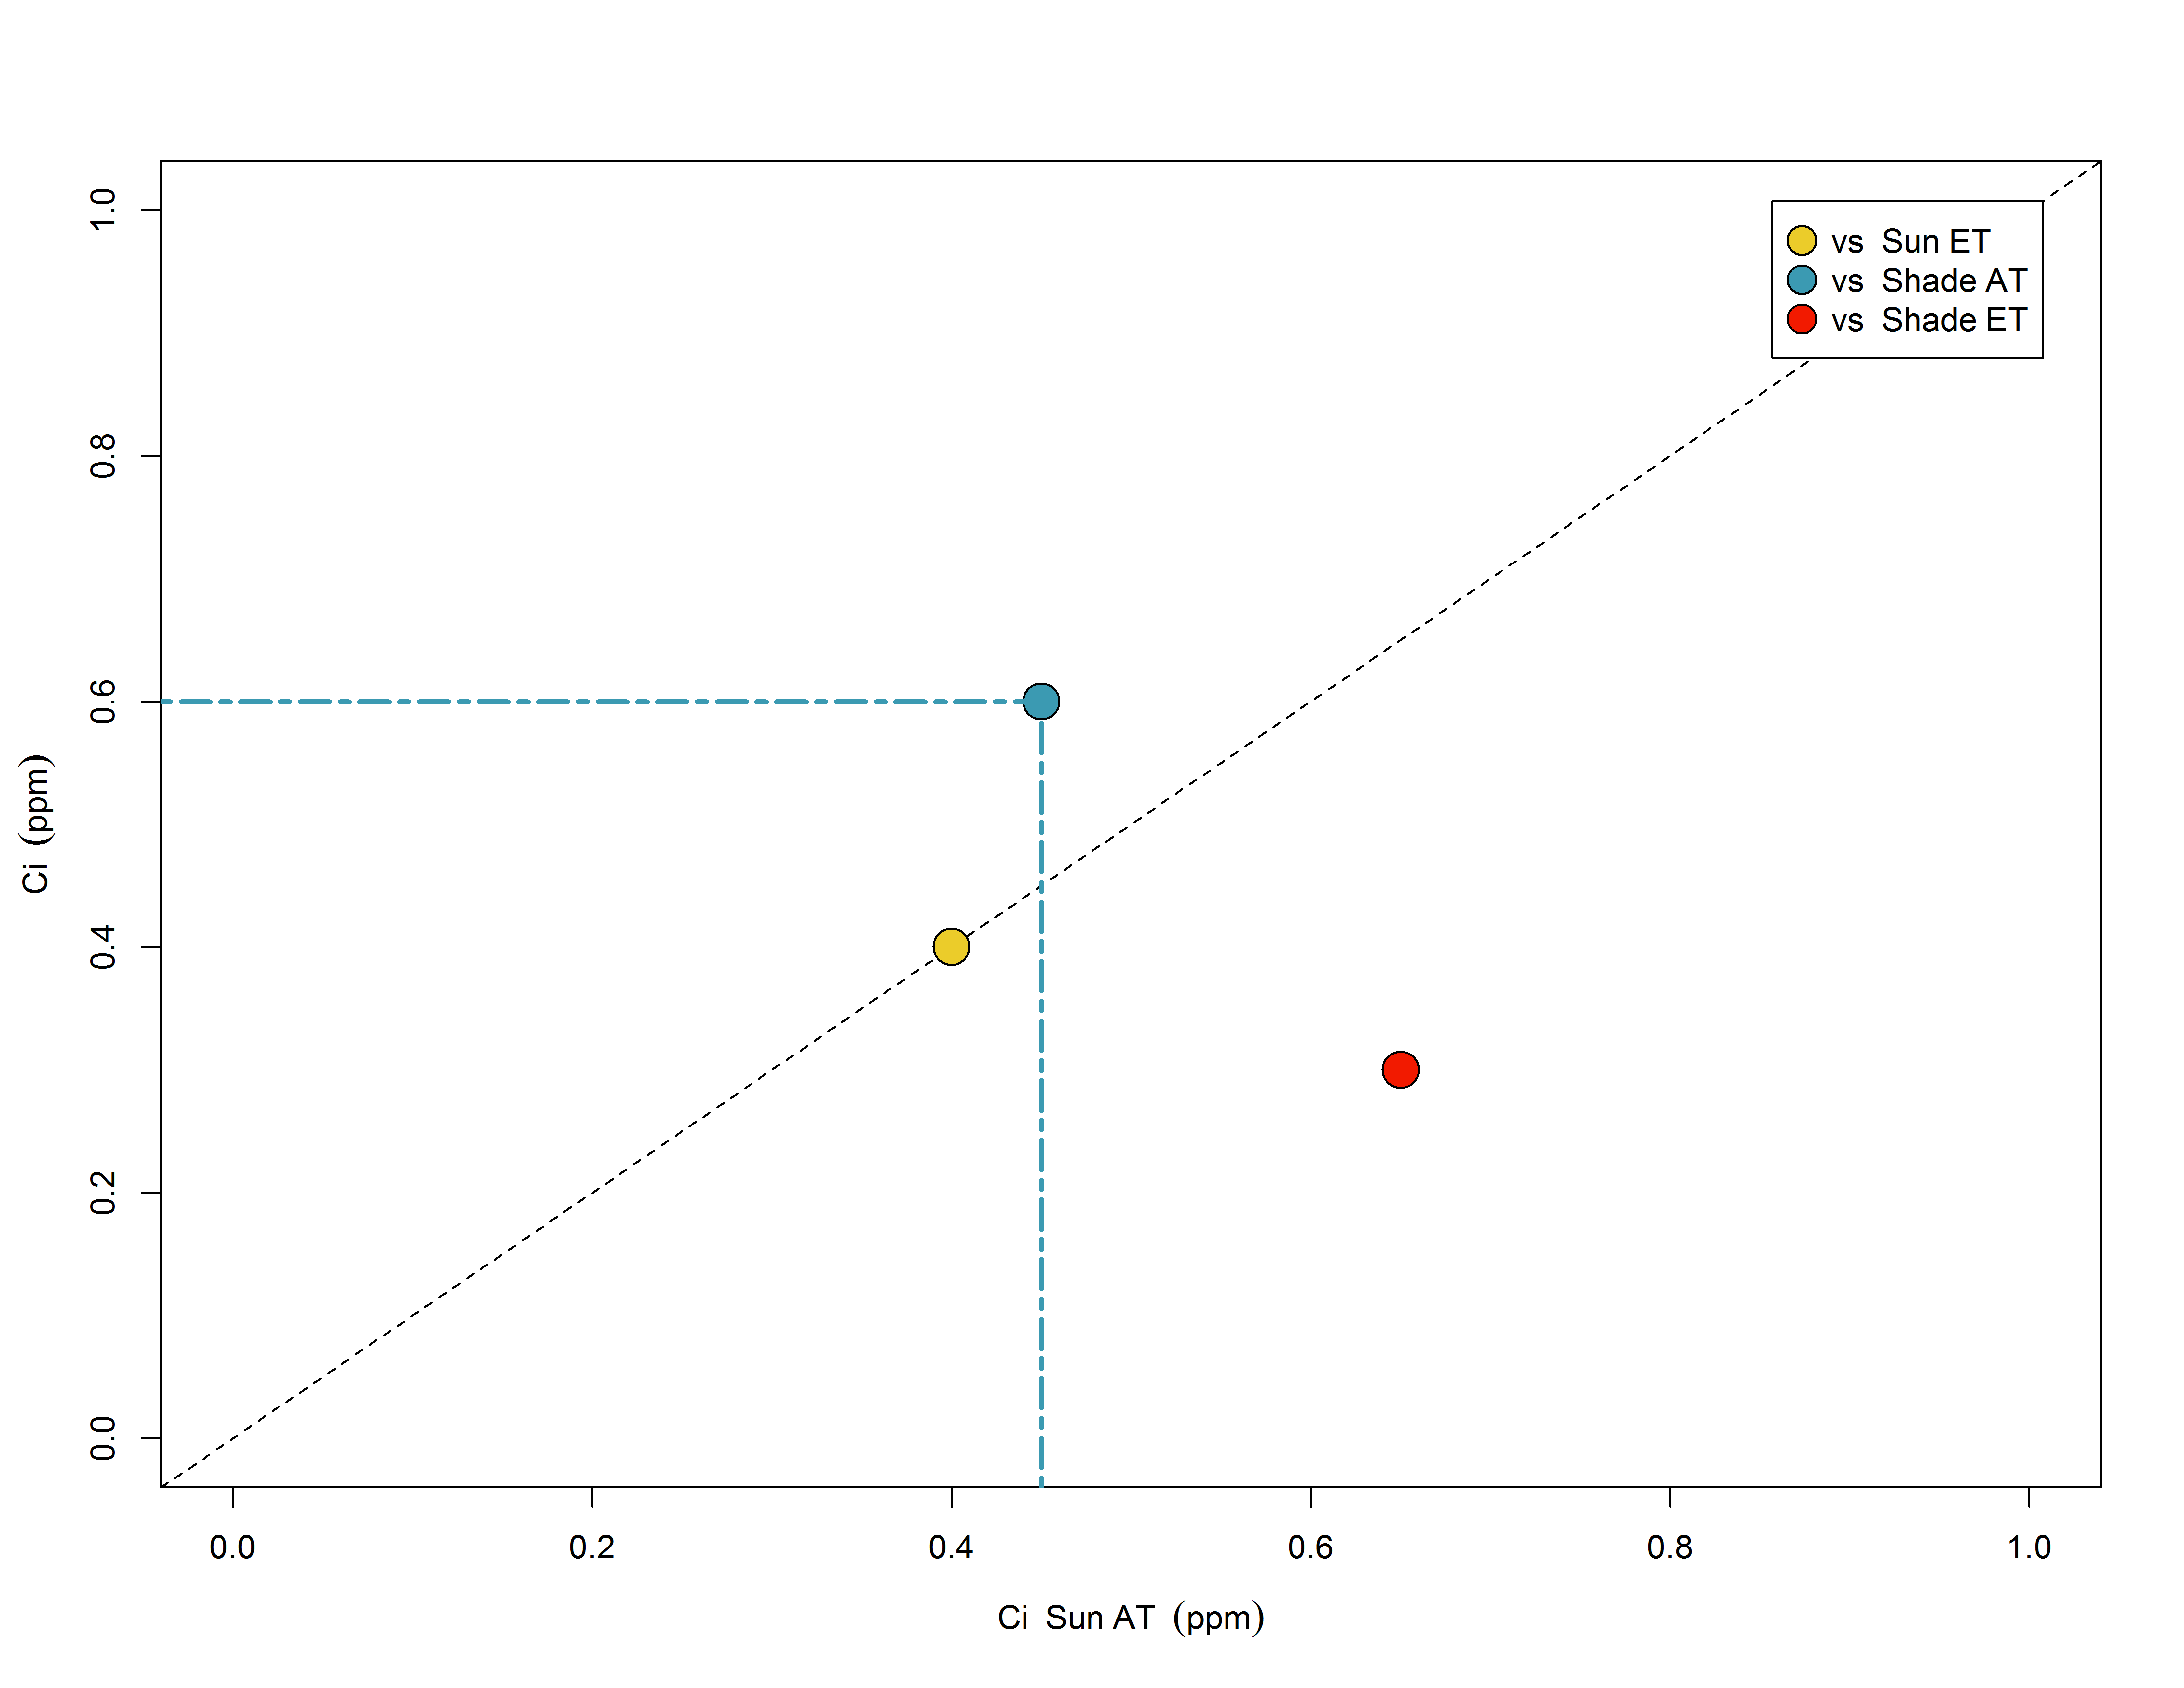 vs Sun ET
vs Shade AT
vs Shade ET
1.0
0.8
0.6
0.4
0.2
0.0
Ci (ppm)
0.0 0.2 0.4 0.6 0.8 1.0
Ci Sun AT (ppm)